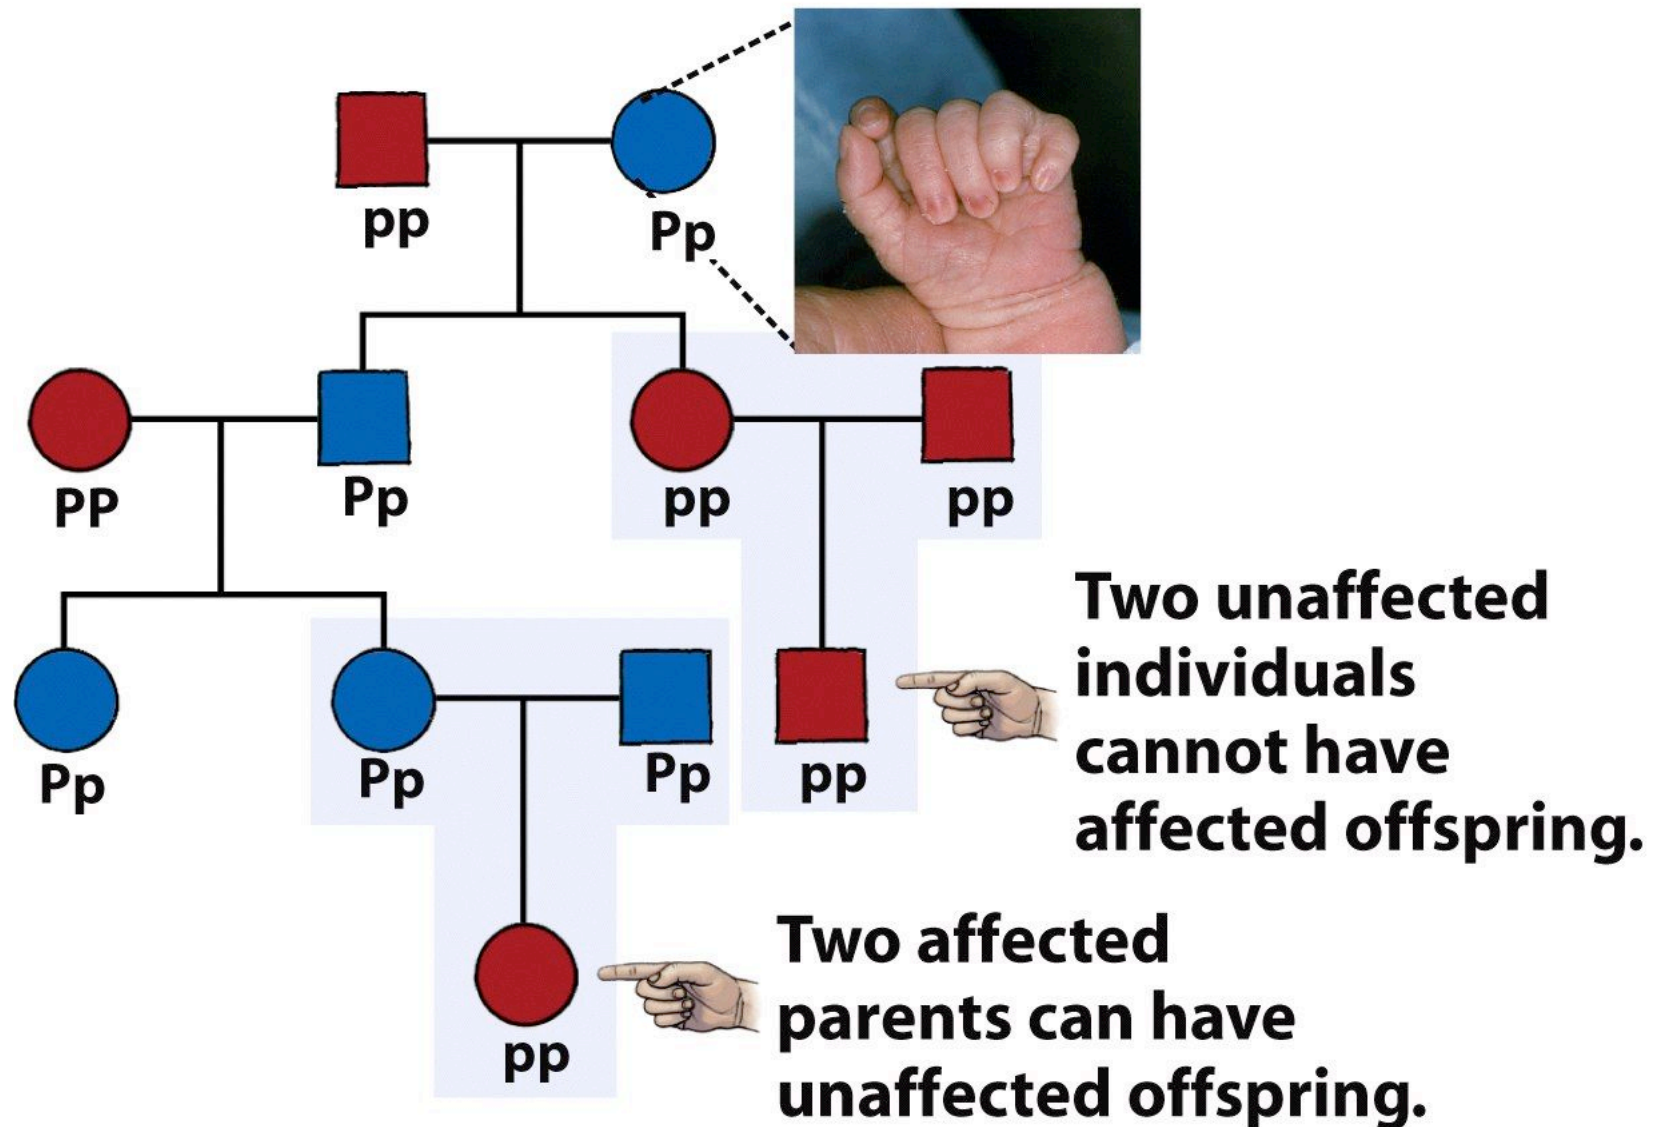 pp
Pp
PP
Pp
pp
pp
Pp
Pp
Pp
pp
Two unaffected
individuals
cannot have
affected offspring.
pp
Two affected
parents can have
unaffected offspring.